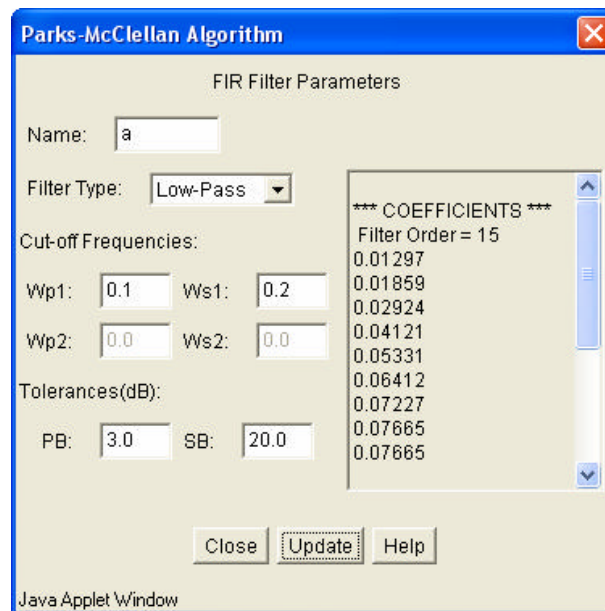 Parks-McClellan Algorithm
FIR Filter Parameters
Name: a
Filter Type: Low-Pass
Cut-off Frequencies:
Wp1: 0.1 Ws1: 0.2
Wp2: 0.0 Ws2: 0.0
Tolerances(dB):
PB: 3.0 SB: 20.0
*** COEFFICIENTS ***
Filter Order = 15
0.01297
0.01859
0.02924
0.04121
0.05331
0.06412
0.07227
0.07665
0.07665
Close Update Help
Java Applet Window